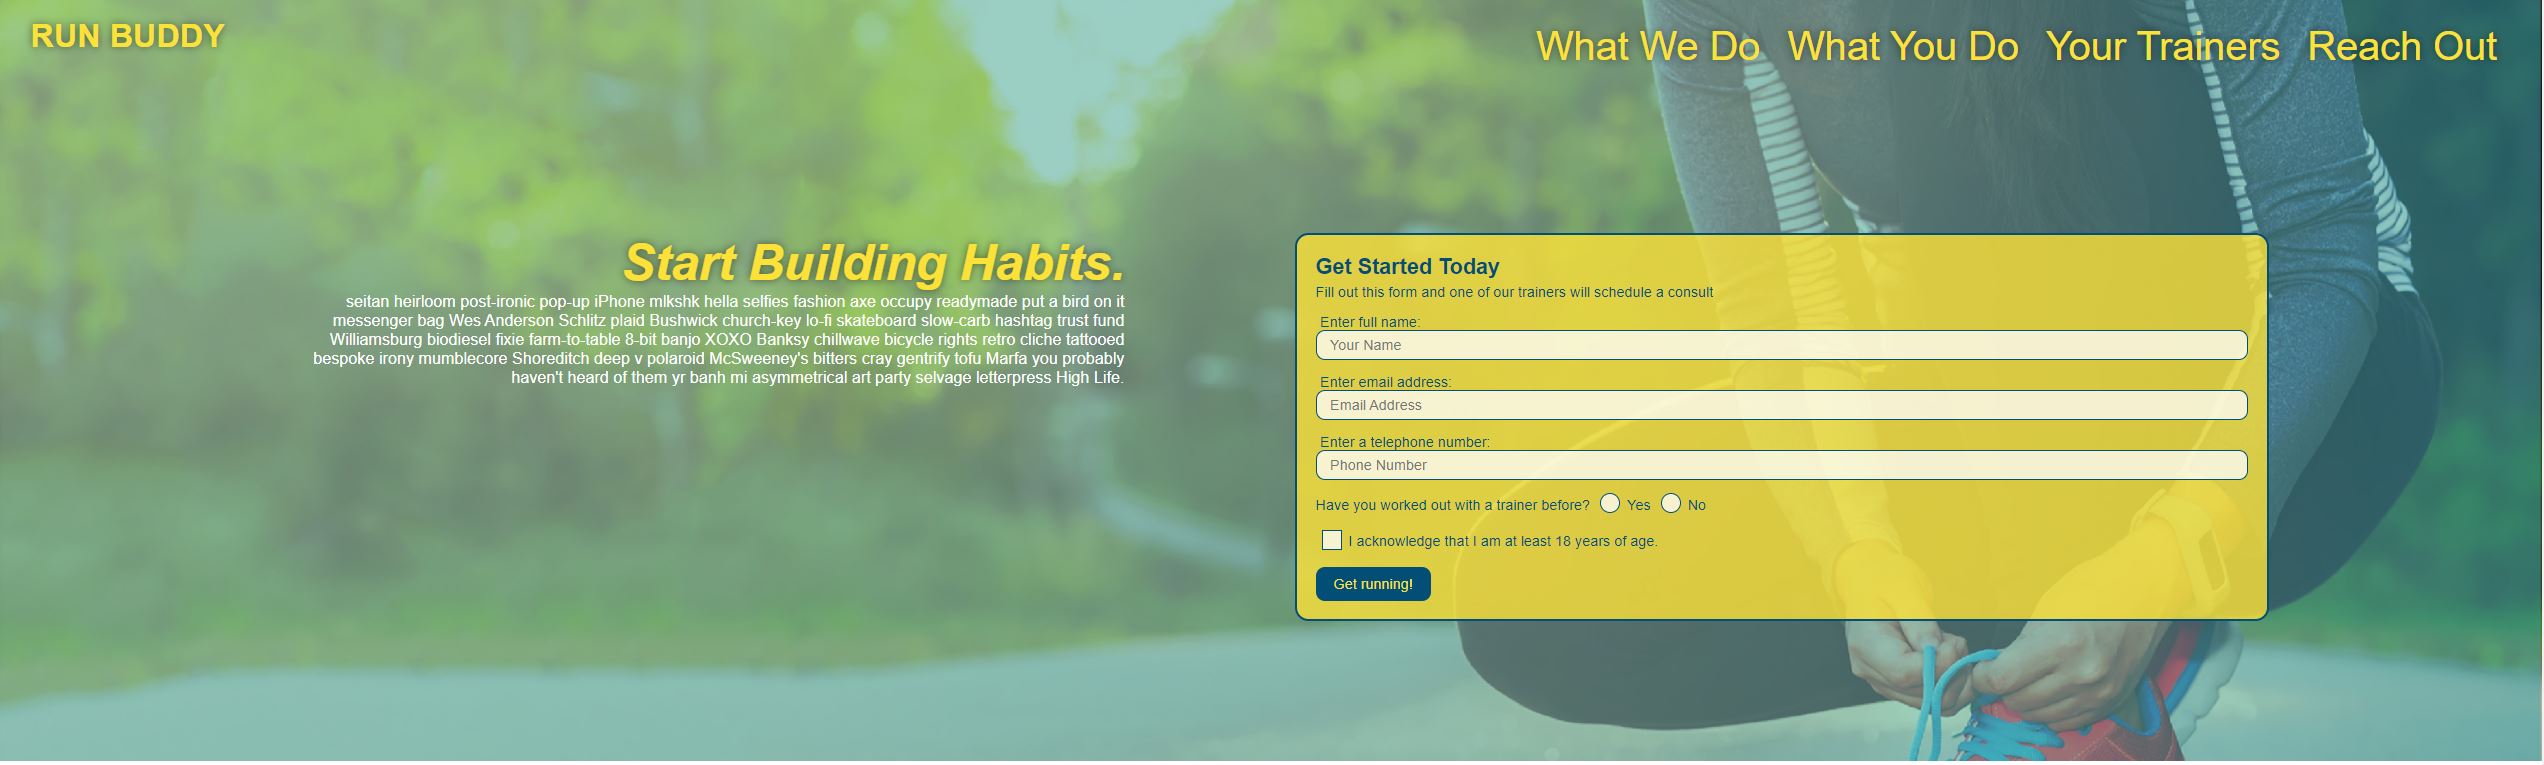 RUN BUDDY
What We Do What You Do Your Trainers Reach Out
Start Building Habits.
seitan heirloom post-ironic pop-up iPhone mlkshk hella selfies fashion axe occupy readymade put a bird on it
messenger bag Wes Anderson Schlitz plaid Bushwick church-key lo-fi skateboard slow-carb hashtag trust fund
Williamsburg biodiesel fixie farm-to-table 8-bit banjo XOXO Banksy chillwave bicycle rights retro cliche tattooed
bespoke irony mumblecore Shoreditch deep v polaroid McSweeney's bitters cray gentrify tofu Marfa you probably
haven't heard of them yr banh mi asymmetrical art party selvage letterpress High Life.
Get Started Today
Fill out this form and one of our trainers will schedule a consult
Enter full name:
Your Name
Enter email address:
Email Address
Enter a telephone number:
Phone Number
Have you worked out with a trainer before? Yes No
I acknowledge that I am at least 18 years of age.
Get running!